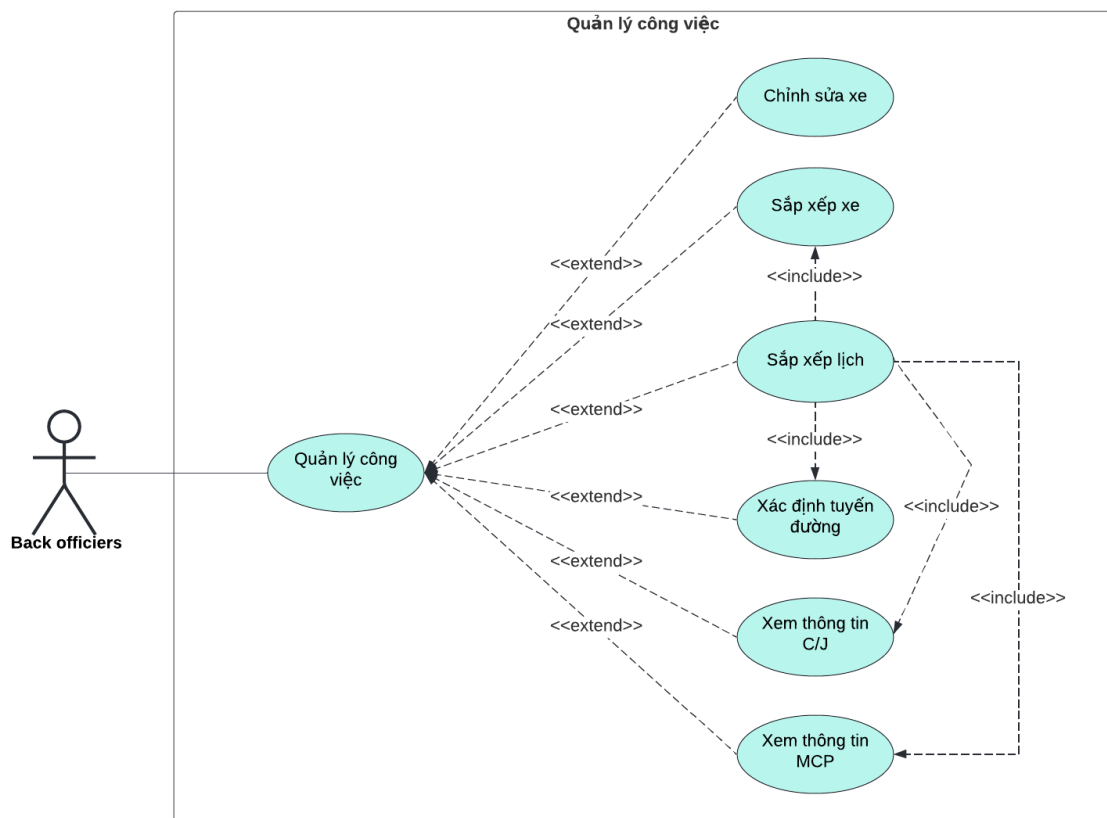 Quản lý công việc
Chỉnh sửa xe
Sắp xếp xe
<<extend>>
<<include>>
<<extend>>
Sắp xếp lịch
<<extend>>
<<include>>
Quản lý công
việc
<<extend>>
Xác định tuyến
đường
<<include>>
Back officiers
<<extend>>
<<include>>
<<extend>>
Xem thông tin
C/J
Xem thông tin
MCP